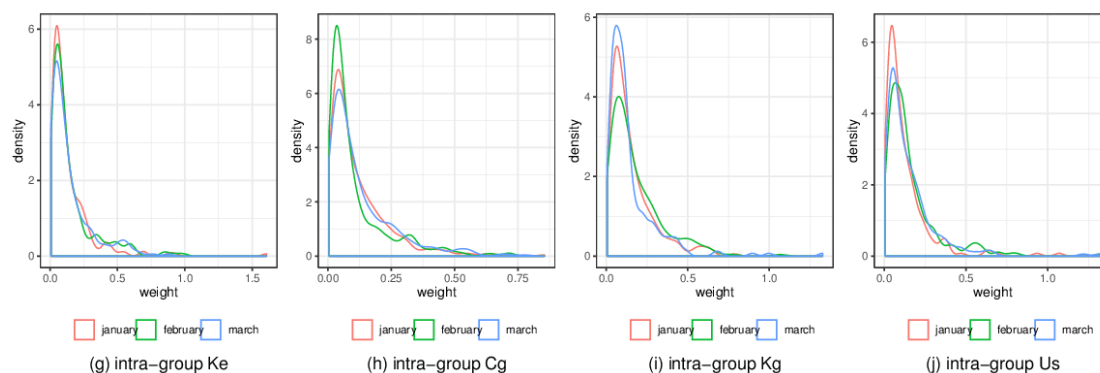 6
4
2
0
density
0.0 0.5 1.0 1.5
weight
january february march
(g) intra−group Ke
8
6
4
2
0
density
0.00 0.25 0.50 0.75
weight
january february march
(h) intra−group Cg
6
4
2
0
density
0.0 0.5 1.0
weight
january february march
(i) intra−group Kg
6
4
2
0
density
0.0 0.5 1.0
weight
january february march
(j) intra−group Us